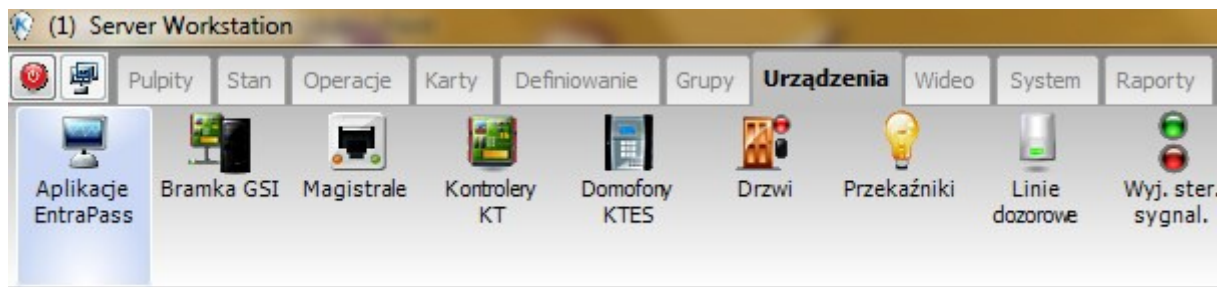 (1) Server Workstation
Pulpity Stan Operacje Karty Definiowanie Grupy Urządzenia Wideo System Raporty
Aplikacje EntraPass
Bramka GSI
Magistrale
Kontrolery KT
Domofony KTES
Drzwi
Przekaźniki
Linie dozorowe
Wyj. ster. sygnal.